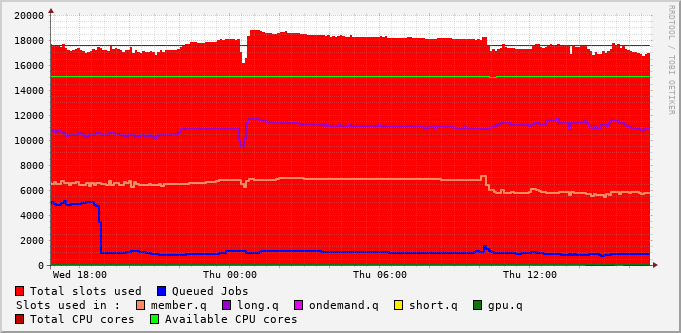 20000
18000
16000
14000
12000
10000
8000
6000
4000
2000
0
Wed 18:00 Thu 00:00 Thu 06:00 Thu 12:00
RRDTOOL / TOBI OETIKER
Total slots used Queued Jobs
Slots used in : member.q long.q ondemand.q short.q gpu.q
Total CPU cores Available CPU cores